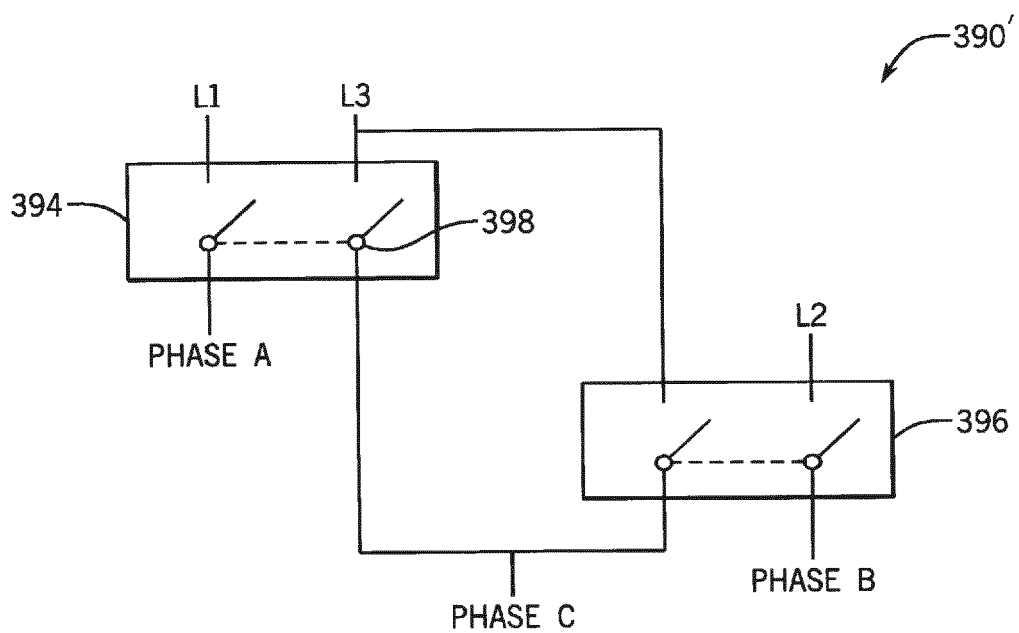 390′
L1
L3
394
398
PHASE A
L2
396
PHASE B
PHASE C